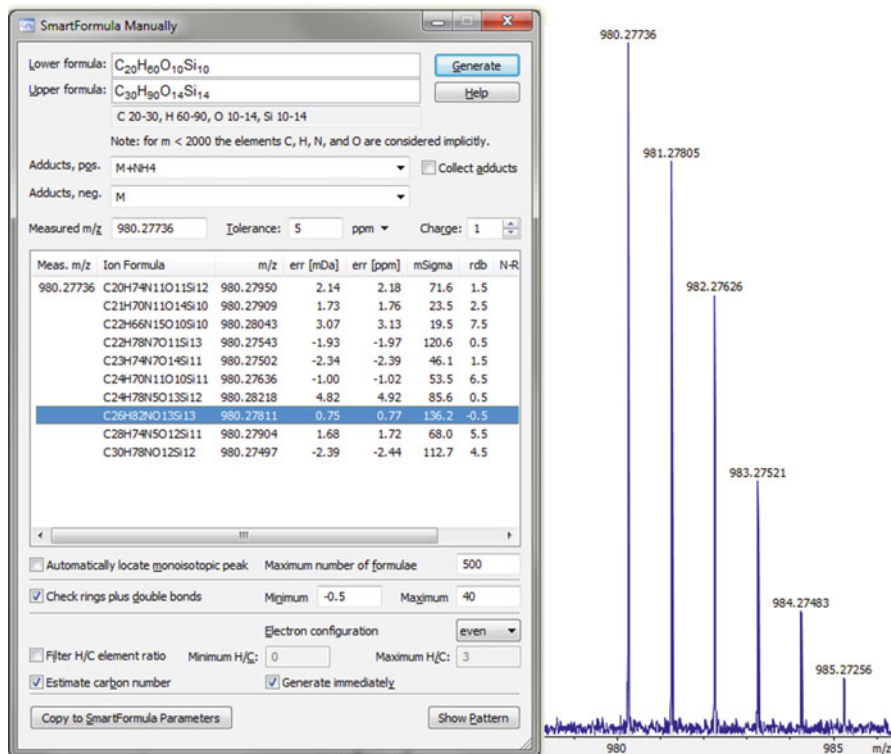 SmartFormula Manually
Lower formula: C20H60O10Si10 Generate
Upper formula: C30H90O14Si14 Help
C 20-30, H 60-90, O 10-14, Si 10-14
Note: for m < 2000 the elements C, H, N, and O are considered implicitly.
Adducts, pos. M+NH4 Collect adducts
Adducts, neg. M
Measured m/z 980.27736 Tolerance: 5 ppm Charge: 1
Meas. m/z Ion Formula m/z err [mDa] err [ppm] mSigma rdb N-R
980.27736 C20H74N11O11Si12 980.27950 2.14 2.18 71.6 1.5
C21H70N11O14Si10 980.27909 1.73 1.76 23.5 2.5
C22H66N15O10Si10 980.28043 3.07 3.13 19.5 7.5
C22H78N7O11Si13 980.27543 -1.93 -1.97 120.6 0.5
C23H74N7O14Si11 980.27502 -2.34 -2.39 46.1 1.5
C24H70N11O10Si11 980.27636 -1.00 -1.02 53.5 6.5
C24H78N5O13Si12 980.28218 4.82 4.92 85.6 0.5
C26H82NO13Si13 980.27811 0.75 0.77 136.2 -0.5
C28H74N5O12Si11 980.27904 1.68 1.72 68.0 5.5
C30H78NO12Si12 980.27497 -2.39 -2.44 112.7 4.5
Automatically locate monoisotopic peak Maximum number of formulae 500
Check rings plus double bonds Minimum -0.5 Maximum 40
Electron configuration even
Filter H/C element ratio Minimum H/C: 0 Maximum H/C: 3
Estimate carbon number Generate immediately
Copy to SmartFormula Parameters Show Pattern
980.27736
981.27805
982.27626
983.27521
984.27483
985.27256
980 985 m/z